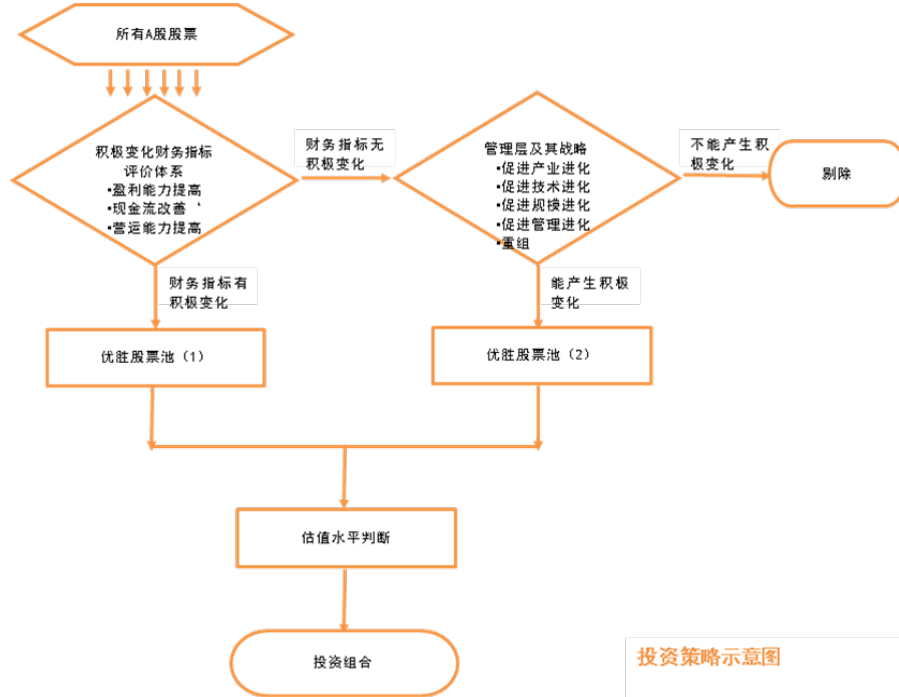 所有A股股票
积极变化财务指标
评价体系
•盈利能力提高
•现金流改善、
•营运能力提高
财务指标无
积极变化
管理层及其战略
•促进产业进化
•促进技术进化
•促进规模进化
•促进管理进化
•重组
不能产生积
极变化
剔除
财务指标有
积极变化
能产生积极
变化
优胜股票池（1）
优胜股票池（2）
估值水平判断
投资组合
投资策略示意图